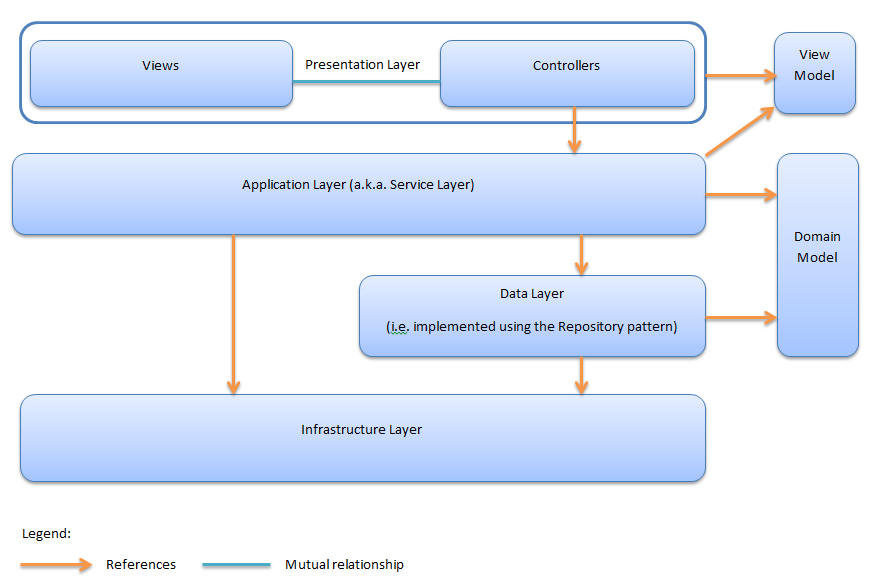 Views
Presentation Layer
Controllers
View
Model
Application Layer (a.k.a. Service Layer)
Domain
Model
Data Layer
(i.e. implemented using the Repository pattern)
Infrastructure Layer
Legend:
References
Mutual relationship